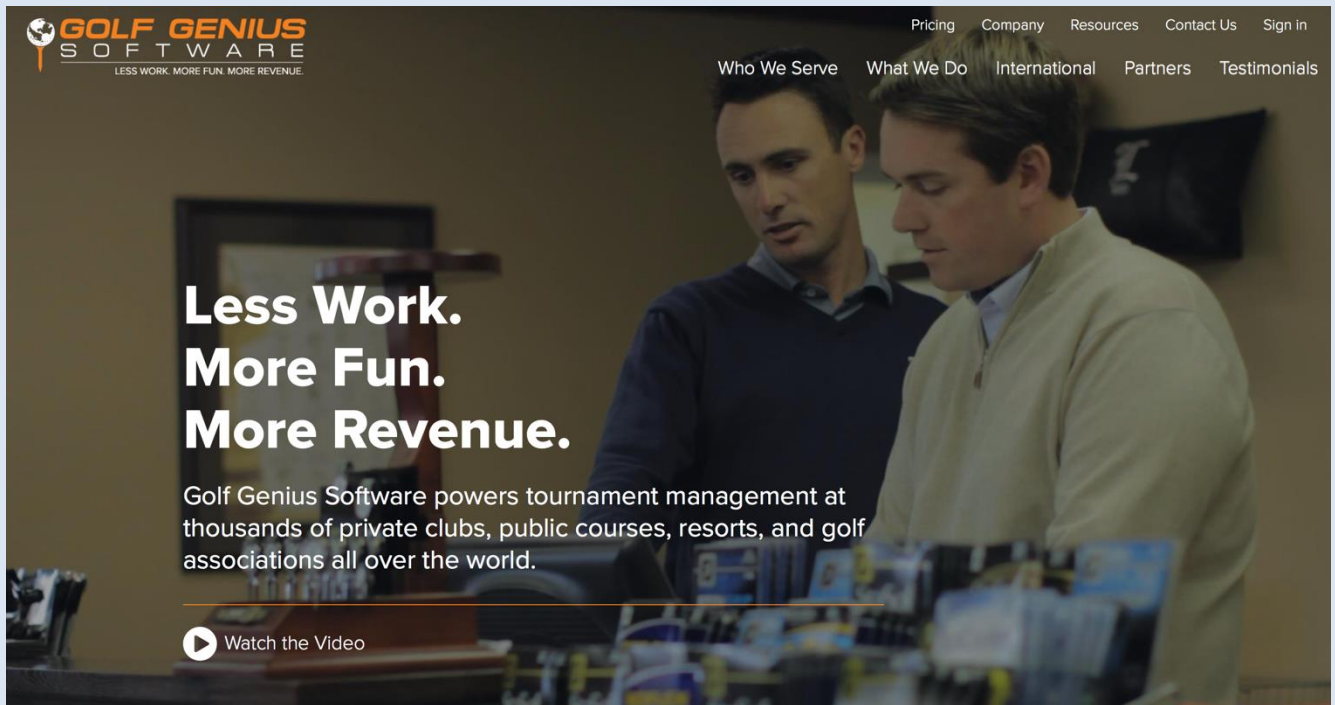 GOLF GENIUS
SOFTWARE
LESS WORK. MORE FUN. MORE REVENUE.
Pricing Company Resources Contact Us Sign in
Who We Serve What We Do International Partners Testimonials
Less Work.
More Fun.
More Revenue.
Golf Genius Software powers tournament management at
thousands of private clubs, public courses, resorts, and golf
associations all over the world.
Watch the Video